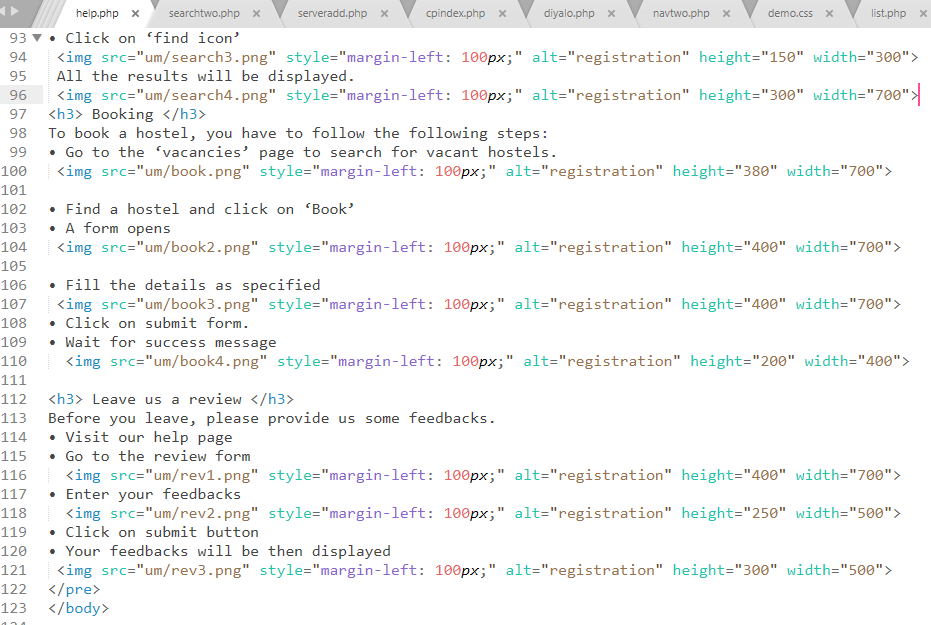 help.php × searchtwo.php × serveradd.php × cpindex.php × diyalo.php × navtwo.php × demo.css × list.php ×
93 • Click on ‘find icon’
94 <img src="um/search3.png" style="margin-left: 100px;" alt="registration" height="150" width="300">
95 All the results will be displayed.
96 <img src="um/search4.png" style="margin-left: 100px;" alt="registration" height="300" width="700">
97 <h3> Booking </h3>
98 To book a hostel, you have to follow the following steps:
99 • Go to the ‘vacancies’ page to search for vacant hostels.
100 <img src="um/book.png" style="margin-left: 100px;" alt="registration" height="380" width="700">
101
102 • Find a hostel and click on ‘Book’
103 • A form opens
104 <img src="um/book2.png" style="margin-left: 100px;" alt="registration" height="400" width="700">
105
106 • Fill the details as specified
107 <img src="um/book3.png" style="margin-left: 100px;" alt="registration" height="400" width="700">
108 • Click on submit form.
109 • Wait for success message
110 <img src="um/book4.png" style="margin-left: 100px;" alt="registration" height="200" width="400">
111
112 <h3> Leave us a review </h3>
113 Before you leave, please provide us some feedbacks.
114 • Visit our help page
115 • Go to the review form
116 <img src="um/rev1.png" style="margin-left: 100px;" alt="registration" height="400" width="700">
117 • Enter your feedbacks
118 <img src="um/rev2.png" style="margin-left: 100px;" alt="registration" height="250" width="500">
119 • Click on submit button
120 • Your feedbacks will be then displayed
121 <img src="um/rev3.png" style="margin-left: 100px;" alt="registration" height="300" width="500">
122 </pre>
123 </body>